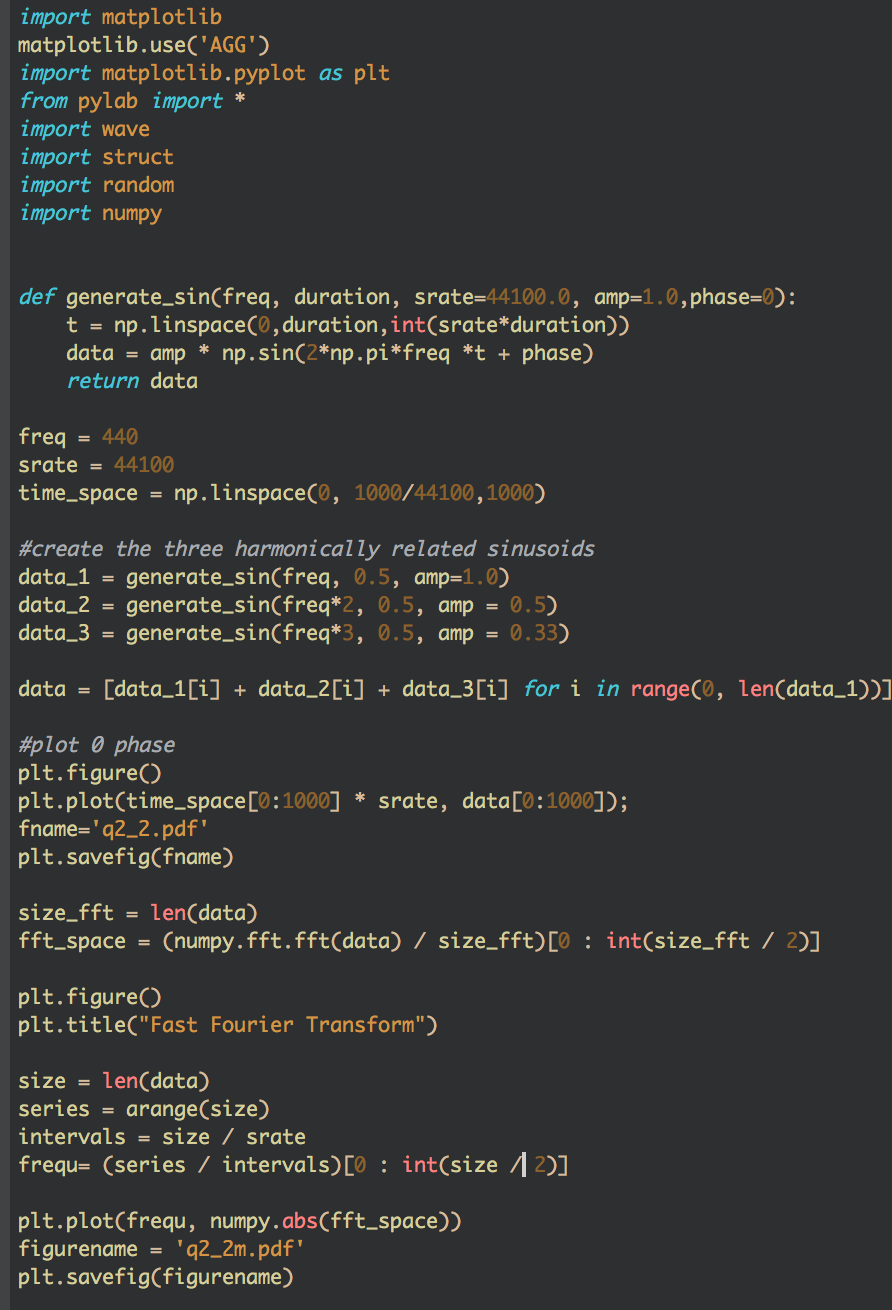 import matplotlib
matplotlib.use('AGG')
import matplotlib.pyplot as plt
from pylab import *
import wave
import struct
import random
import numpy
def generate_sin(freq, duration, srate=44100.0, amp=1.0,phase=0):
    t = np.linspace(0,duration,int(srate*duration))
    data = amp * np.sin(2*np.pi*freq *t + phase)
    return data
freq = 440
srate = 44100
time_space = np.linspace(0, 1000/44100,1000)
#create the three harmonically related sinusoids
data_1 = generate_sin(freq, 0.5, amp=1.0)
data_2 = generate_sin(freq*2, 0.5, amp = 0.5)
data_3 = generate_sin(freq*3, 0.5, amp = 0.33)
data = [data_1[i] + data_2[i] + data_3[i] for i in range(0, len(data_1))]
#plot 0 phase
plt.figure()
plt.plot(time_space[0:1000] * srate, data[0:1000]);
fname='q2_2.pdf'
plt.savefig(fname)
size_fft = len(data)
fft_space = (numpy.fft.fft(data) / size_fft)[0 : int(size_fft / 2)]
plt.figure()
plt.title("Fast Fourier Transform")
size = len(data)
series = arange(size)
intervals = size / srate
frequ= (series / intervals)[0 : int(size / 2)]
plt.plot(frequ, numpy.abs(fft_space))
figurename = 'q2_2m.pdf'
plt.savefig(figurename)